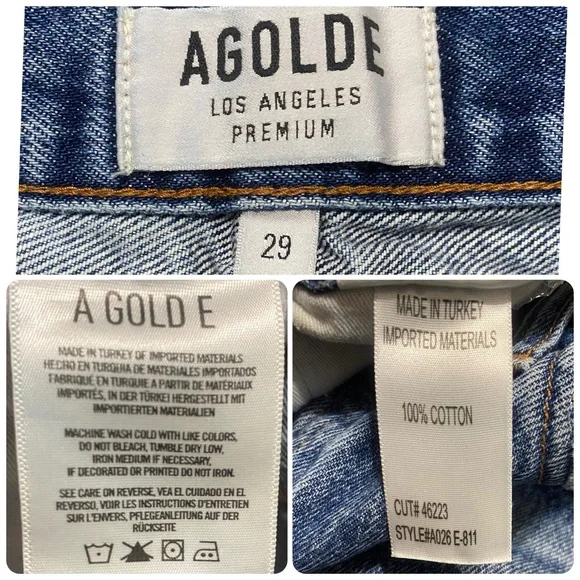 AGOLDE
LOS ANGELES
PREMIUM
29
A GOLD E
MADE IN TURKEY OF IMPORTED MATERIALS
HECHO EN TURQUIA DE MATERIALES IMPORTADOS
FABRIQUE EN TURQUIE A PARTIR DE MATÉRIAUX
IMPORTÉS, IN DER TÜRKEI HERGESTELLT MIT
IMPORTIERTEN MATERIALIEN
MACHINE WASH COLD WITH LIKE COLORS,
DO NOT BLEACH, TUMBLE DRY LOW,
IRON MEDIUM IF NECESSARY,
IF DECORATED OR PRINTED DO NOT IRON.
SEE CARE ON REVERSE, VEA EL CUIDADO EN EL
REVERSO, VOIR LES INSTRUCTIONS D'ENTRETIEN
SUR L'ENVERS, PFLEGEANLEITUNG AUF DER
RÜCKSEITE
MADE IN TURKEY
IMPORTED MATERIALS
100% COTTON
CUT# 46223
STYLE#A026 E-811